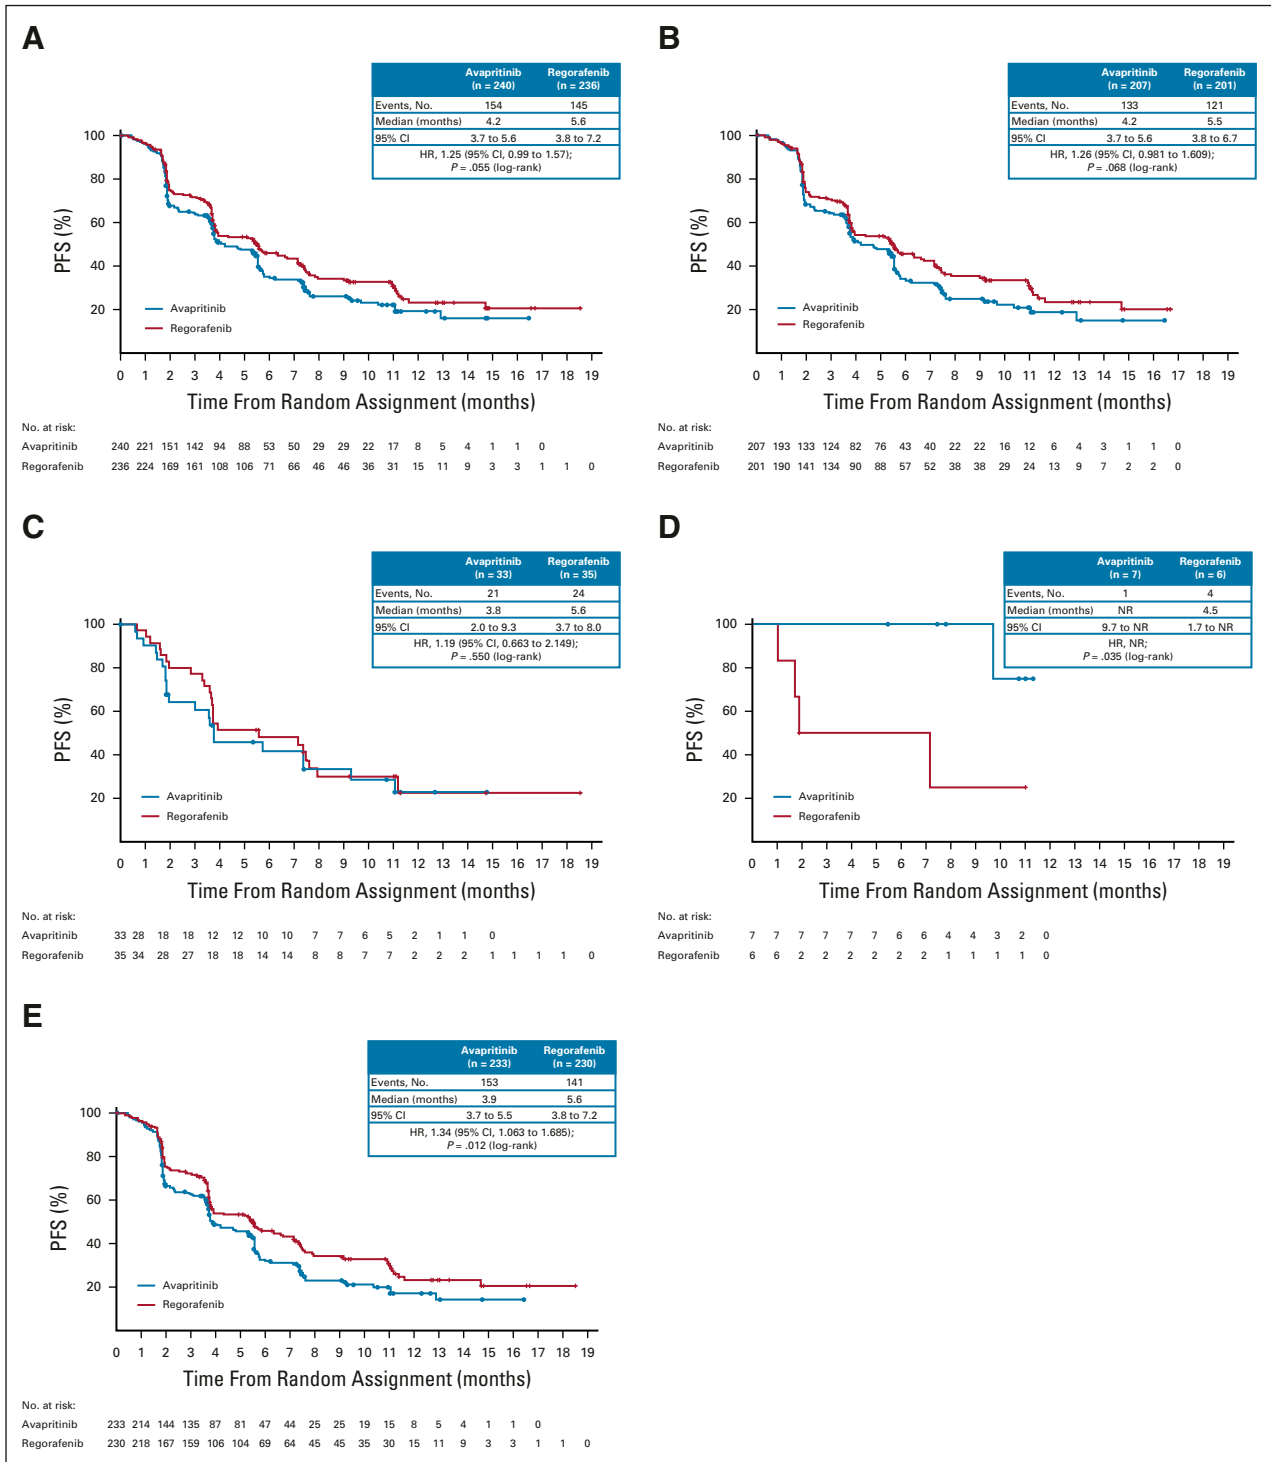 A
Avapritinib Regorafenib
(n = 240) (n = 236)
Events, No. 154 145
Median (months) 4.2 5.6
95% CI 3.7 to 5.6 3.8 to 7.2
HR, 1.25 (95% CI, 0.99 to 1.57);
P = .055 (log-rank)
100
80
60
40
20
PFS (%)
Avapritinib
Regorafenib
0 1 2 3 4 5 6 7 8 9 10 11 12 13 14 15 16 17 18 19
Time From Random Assignment (months)
No. at risk:
Avapritinib 240 221 151 142 94 88 53 50 29 29 22 17 8 5 4 1 1 0
Regorafenib 236 224 169 161 108 106 71 66 46 46 36 31 15 11 9 3 3 1 1 0
B
Avapritinib Regorafenib
(n = 207) (n = 201)
Events, No. 133 121
Median (months) 4.2 5.5
95% CI 3.7 to 5.6 3.8 to 6.7
HR, 1.26 (95% CI, 0.981 to 1.609);
P = .068 (log-rank)
100
80
60
40
20
PFS (%)
Avapritinib
Regorafenib
0 1 2 3 4 5 6 7 8 9 10 11 12 13 14 15 16 17 18 19
Time From Random Assignment (months)
No. at risk:
Avapritinib 207 193 133 124 82 76 43 40 22 22 16 12 6 4 3 1 1 0
Regorafenib 201 190 141 134 90 88 57 52 38 38 29 24 13 9 7 2 2 0
C
Avapritinib Regorafenib
(n = 33) (n = 35)
Events, No. 21 24
Median (months) 3.8 5.6
95% CI 2.0 to 9.3 3.7 to 8.0
HR, 1.19 (95% CI, 0.663 to 2.149);
P = .550 (log-rank)
100
80
60
40
20
PFS (%)
Avapritinib
Regorafenib
0 1 2 3 4 5 6 7 8 9 10 11 12 13 14 15 16 17 18 19
Time From Random Assignment (months)
No. at risk:
Avapritinib 33 28 18 18 12 12 10 10 7 7 6 5 2 1 1 0
Regorafenib 35 34 28 27 18 18 14 14 8 8 7 7 2 2 2 1 1 1 1 0
D
Avapritinib Regorafenib
(n = 7) (n = 6)
Events, No. 1 4
Median (months) NR 4.5
95% CI 9.7 to NR 1.7 to NR
HR, NR;
P = .035 (log-rank)
100
80
60
40
20
PFS (%)
Avapritinib
Regorafenib
0 1 2 3 4 5 6 7 8 9 10 11 12 13 14 15 16 17 18 19
Time From Random Assignment (months)
No. at risk:
Avapritinib 7 7 7 7 7 7 6 6 4 4 3 2 0
Regorafenib 6 6 2 2 2 2 2 2 1 1 1 1 0
E
Avapritinib Regorafenib
(n = 233) (n = 230)
Events, No. 153 141
Median (months) 3.9 5.6
95% CI 3.7 to 5.5 3.8 to 7.2
HR, 1.34 (95% CI, 1.063 to 1.685);
P = .012 (log-rank)
100
80
60
40
20
PFS (%)
Avapritinib
Regorafenib
0 1 2 3 4 5 6 7 8 9 10 11 12 13 14 15 16 17 18 19
Time From Random Assignment (months)
No. at risk:
Avapritinib 233 214 144 135 87 81 47 44 25 25 19 15 8 5 4 1 1 0
Regorafenib 230 218 167 159 106 104 69 64 45 45 35 30 15 11 9 3 3 1 1 0